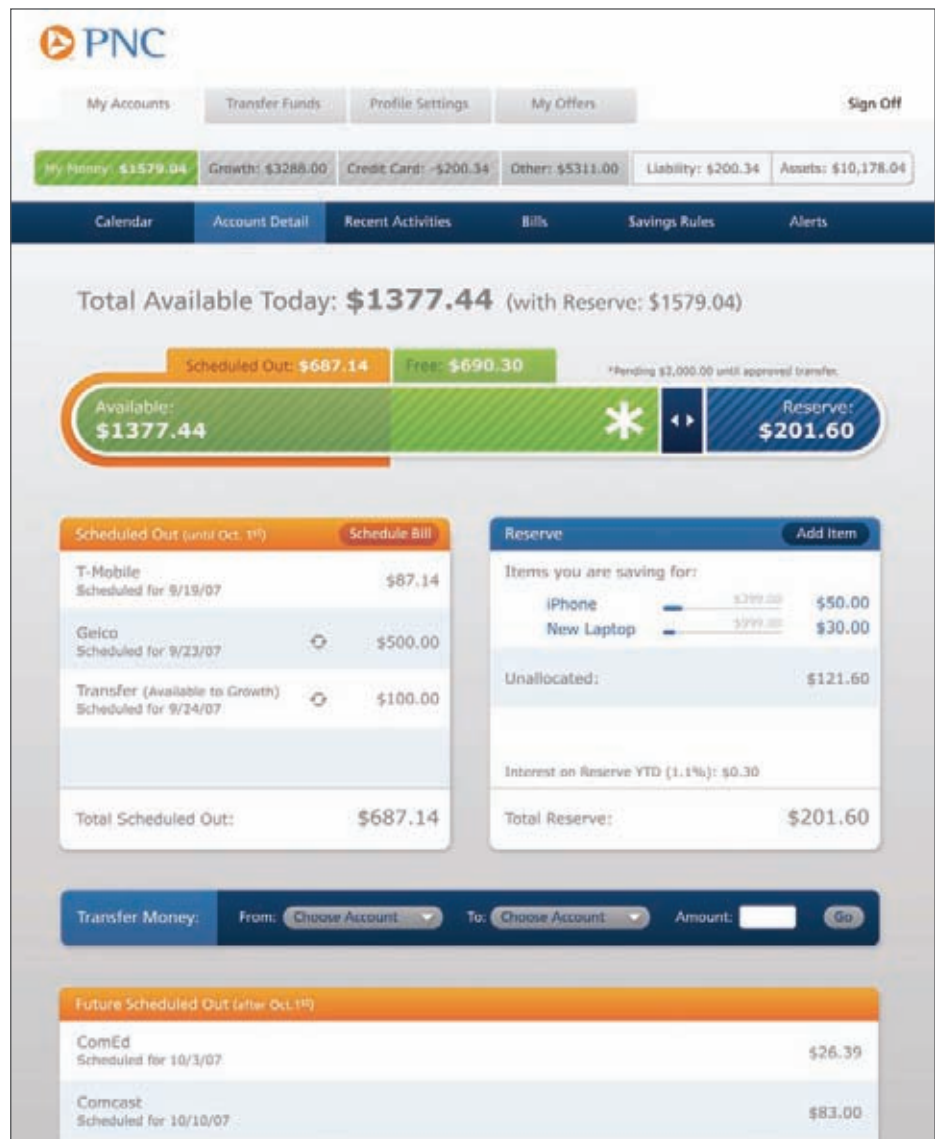 PNC
My Accounts Transfer Funds Profile Settings My Offers Sign Off
My Money: $1579.04 Growth: $3288.00 Credit Card: -$200.34 Other: $5311.00 Liability: $200.34 Assets: $10,178.04
Calendar Account Detail Recent Activities Bills Savings Rules Alerts
Total Available Today: $1377.44 (with Reserve: $1579.04)
Scheduled Out: $687.14 Free: $690.30 *Pending $2,000.00 until approved transfer.
Available: Reserve:
$1377.44 * $201.60
Scheduled Out (until Oct. 1st) Schedule Bill
T-Mobile $87.14
Scheduled for 9/19/07
Geico $500.00
Scheduled for 9/23/07
Transfer (Available to Growth) $100.00
Scheduled for 9/24/07
Total Scheduled Out: $687.14
Reserve Add Item
Items you are saving for:
iPhone $399.00 $50.00
New Laptop $999.00 $30.00
Unallocated: $121.60
Interest on Reserve YTD (1.1%): $0.30
Total Reserve: $201.60
Transfer Money: From: Choose Account To: Choose Account Amount: Go
Future Scheduled Out (after Oct.1st)
ComEd $26.39
Scheduled for 10/3/07
Comcast $83.00
Scheduled for 10/10/07